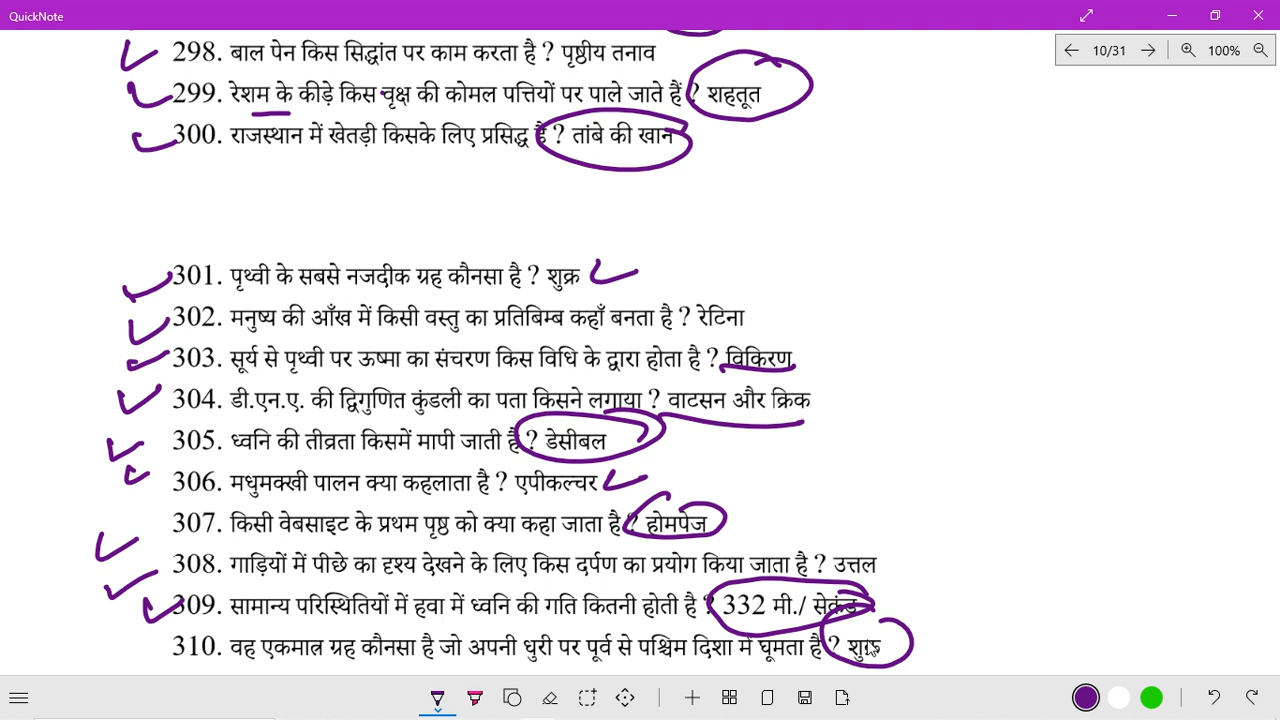 QuickNote
10/31
100%
298. बाल पेन किस सिद्धांत पर काम करता है ? पृष्ठीय तनाव
299. रेशम के कीड़े किस वृक्ष की कोमल पत्तियों पर पाले जाते हैं ? शहतूत
300. राजस्थान में खेतड़ी किसके लिए प्रसिद्ध है ? तांबे की खान
301. पृथ्वी के सबसे नजदीक ग्रह कौनसा है ? शुक्र
302. मनुष्य की आँख में किसी वस्तु का प्रतिबिम्ब कहाँ बनता है ? रेटिना
303. सूर्य से पृथ्वी पर ऊष्मा का संचरण किस विधि के द्वारा होता है ? विकिरण
304. डी.एन.ए. की द्विगुणित कुंडली का पता किसने लगाया ? वाटसन और क्रिक
305. ध्वनि की तीव्रता किसमें मापी जाती है ? डेसीबल
306. मधुमक्खी पालन क्या कहलाता है ? एपीकल्चर
307. किसी वेबसाइट के प्रथम पृष्ठ को क्या कहा जाता है ? होमपेज
308. गाड़ियों में पीछे का दृश्य देखने के लिए किस दर्पण का प्रयोग किया जाता है ? उत्तल
309. सामान्य परिस्थितियों में हवा में ध्वनि की गति कितनी होती है ? 332 मी./ सेकंड
310. वह एकमात्र ग्रह कौनसा है जो अपनी धुरी पर पूर्व से पश्चिम दिशा में घूमता है ? शुक्र